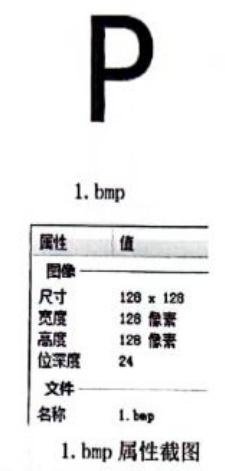 P
1. bmp
属性 值
图像
尺寸 128 x 128
宽度 128 像素
高度 128 像素
位深度 24
文件
名称 1. bmp
1. bmp 属性截图